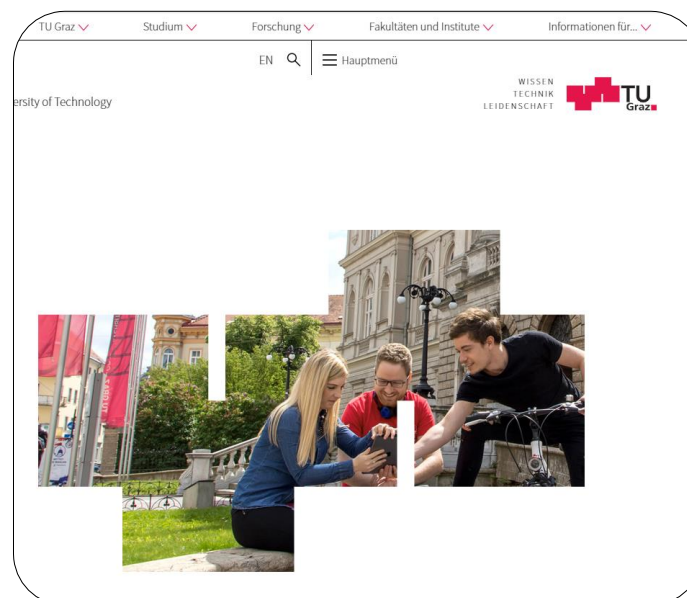 TU Graz Studium Forschung Fakultäten und Institute Informationen für...
EN Hauptmenü
ersity of Technology
WISSEN
TECHNIK
LEIDENSCHAFT
TU
Graz